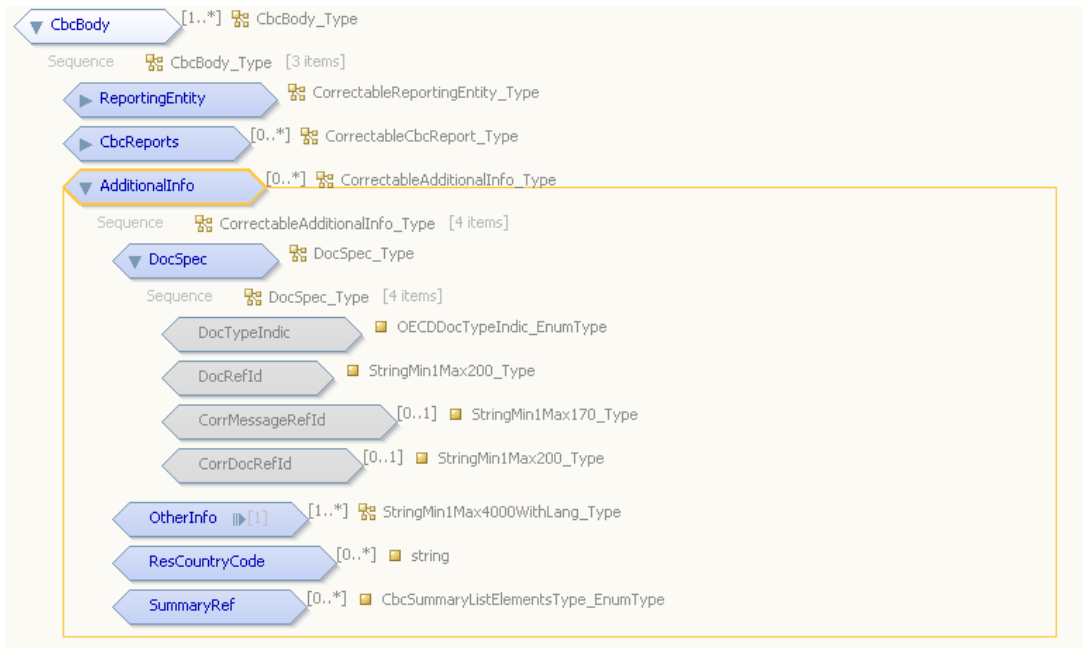 CbcBody [1..*] CbcBody_Type
Sequence CbcBody_Type [3 items]
ReportingEntity CorrectableReportingEntity_Type
CbcReports [0..*] CorrectableCbcReport_Type
AdditionalInfo [0..*] CorrectableAdditionalInfo_Type
Sequence CorrectableAdditionalInfo_Type [4 items]
DocSpec DocSpec_Type
Sequence DocSpec_Type [4 items]
DocTypeIndic OECDDocTypeIndic_EnumType
DocRefId StringMin1Max200_Type
CorrMessageRefId [0..1] StringMin1Max170_Type
CorrDocRefId [0..1] StringMin1Max200_Type
OtherInfo [1] [1..*] StringMin1Max4000WithLang_Type
ResCountryCode [0..*] string
SummaryRef [0..*] CbcSummaryListElementsType_EnumType